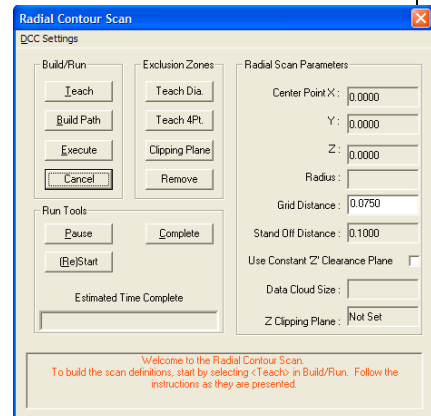 Radial Contour Scan
DCC Settings
Build/Run
Teach
Build Path
Execute
Cancel
Exclusion Zones
Teach Dia.
Teach 4Pt.
Clipping Plane
Remove
Run Tools
Pause
Complete
(Re)Start
Estimated Time Complete
Radial Scan Parameters
Center Point X : 0.0000
Y : 0.0000
Z : 0.0000
Radius :
Grid Distance : 0.0750
Stand Off Distance : 0.1000
Use Constant 'Z' Clearance Plane
Data Cloud Size :
Z Clipping Plane : Not Set
Welcome to the Radial Contour Scan.
To build the scan definitions, start by selecting <Teach> in Build/Run. Follow the
instructions as they are presented.